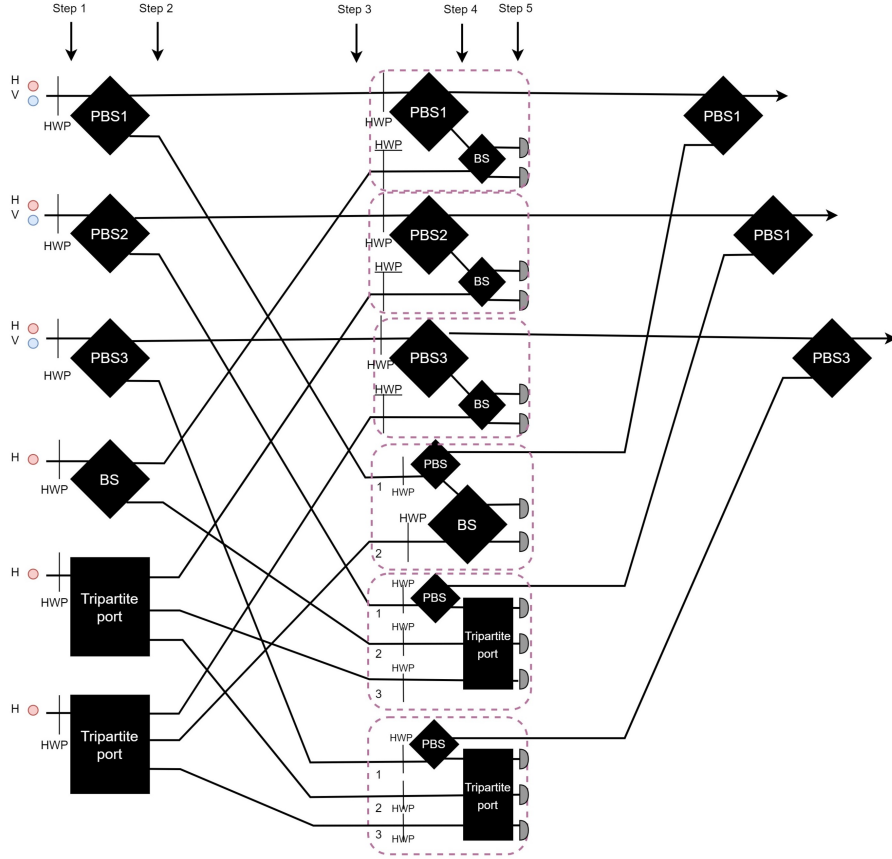 Step 1
Step 2
Step 3
Step 4
Step 5
H
V
HWP
PBS1
HWP
PBS1
HWP
BS
PBS1
H
V
HWP
PBS2
HWP
PBS2
HWP
BS
PBS1
H
V
HWP
PBS3
HWP
PBS3
HWP
BS
PBS3
H
HWP
BS
PBS
1
HWP
HWP
BS
2
H
HWP
Tripartite
port
HWP
PBS
1
HWP
2
Tripartite
port
HWP
3
H
HWP
Tripartite
port
HWP
PBS
1
Tripartite
port
2
HWP
3
HWP